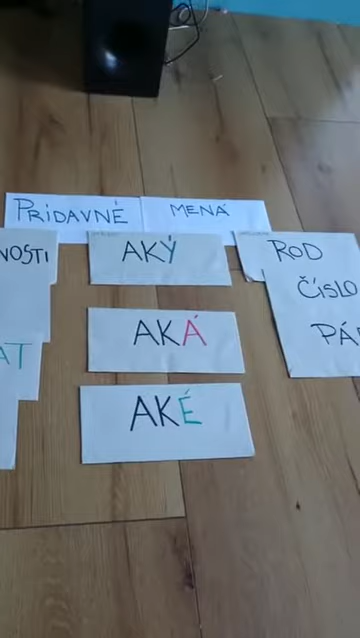 PRÍDAVNÉ MENÁ
AKÝ
AKÁ
AKÉ
ROD
ČÍSLO